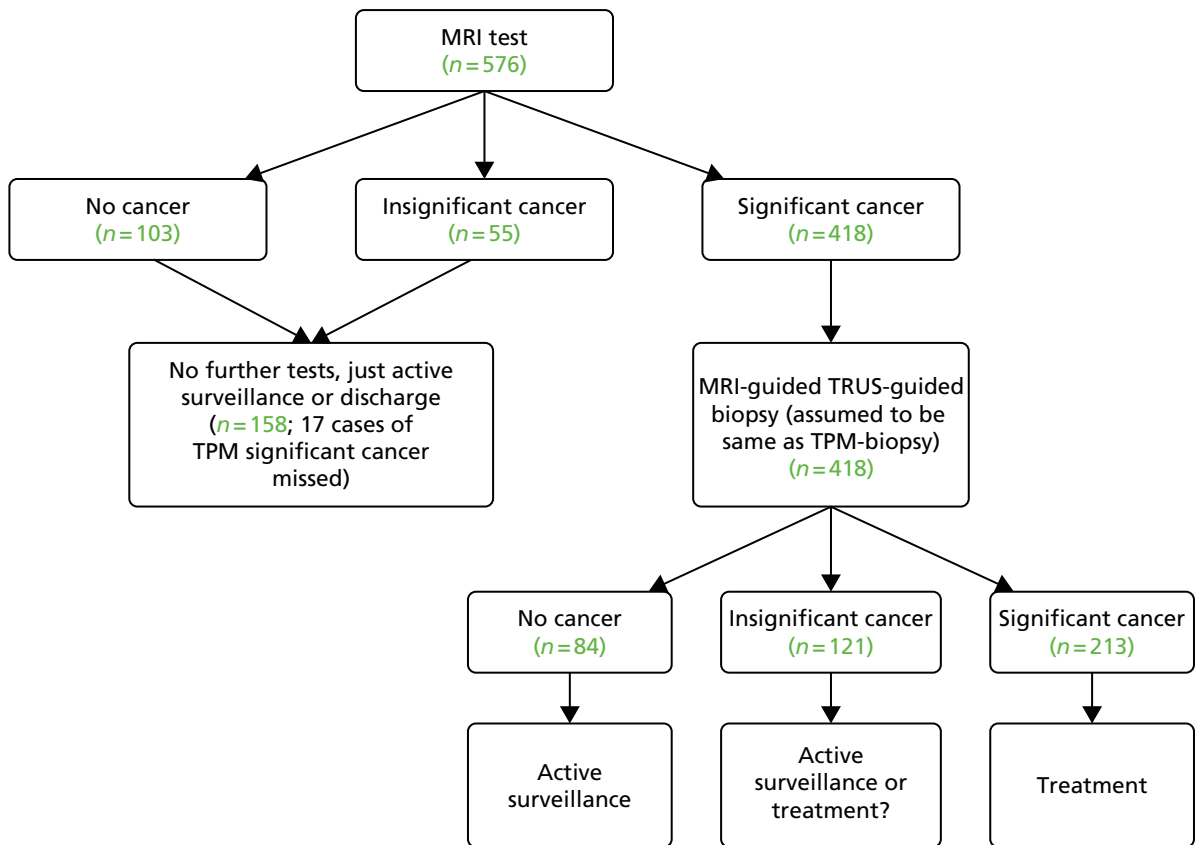 MRI test
(n=576)
No cancer
(n=103)
Insignificant cancer
(n=55)
Significant cancer
(n=418)
No further tests, just active
surveillance or discharge
(n=158; 17 cases of
TPM significant cancer
missed)
MRI-guided TRUS-guided
biopsy (assumed to be
same as TPM-biopsy)
(n=418)
No cancer
(n=84)
Insignificant cancer
(n=121)
Significant cancer
(n=213)
Active
surveillance
Active
surveillance or
treatment?
Treatment